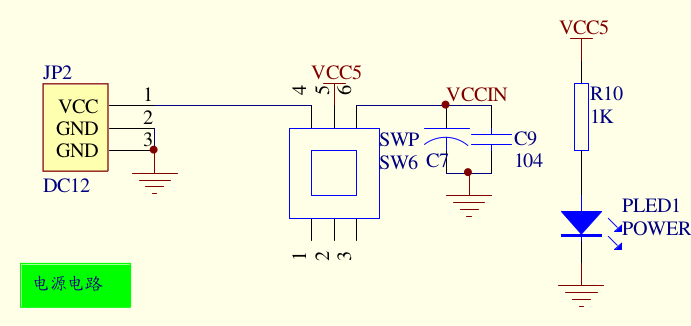 VCC5
JP2
VCC5
VCC 1
GND 2
GND 3
DC12
4 5 6
VCCIN
R10
1K
SWP
SW6
C7
C9
104
1 2 3
PLED1
POWER
电源电路